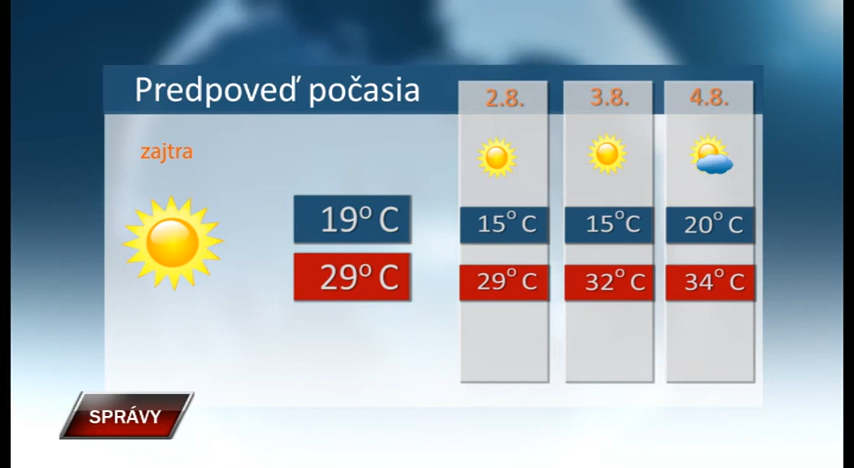 Predpoveď počasia
zajtra
19° C
29° C
2.8.
15° C
29° C
3.8.
15°C
32° C
4.8.
20° C
34° C
SPRÁVY